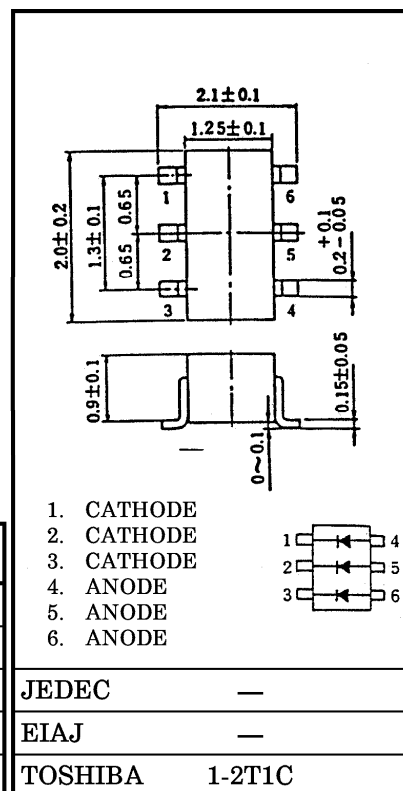 2.1±0.1
1.25±0.1
2.0±0.2
1.3±0.1
0.65
0.65
1
2
3
6
5
4
+0.1
0.2-0.05
0.9±0.1
0.15±0.05
0~0.1
1. CATHODE
2. CATHODE
3. CATHODE
4. ANODE
5. ANODE
6. ANODE
1 4
2 5
3 6
JEDEC —
EIAJ —
TOSHIBA 1-2T1C